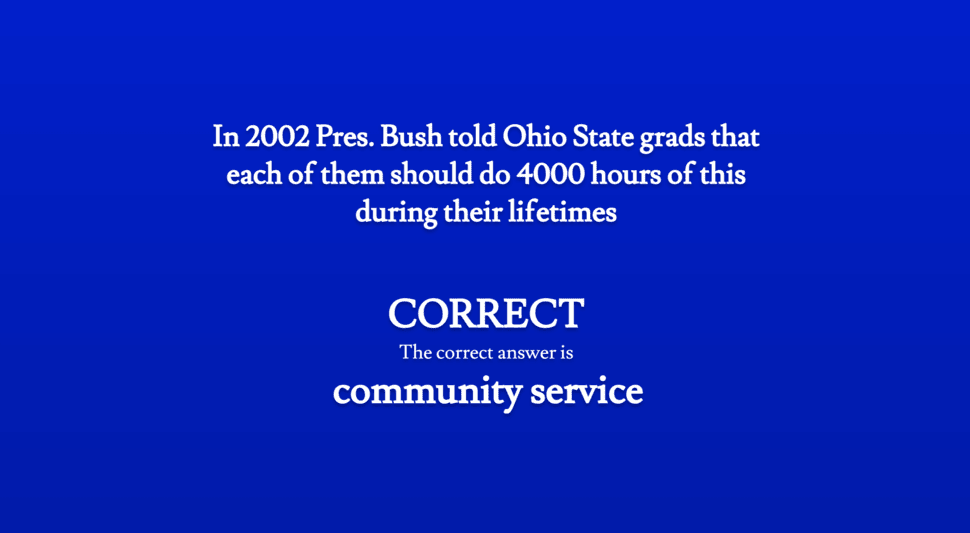 In 2002 Pres. Bush told Ohio State grads that
each of them should do 4000 hours of this
during their lifetimes
CORRECT
The correct answer is
community service